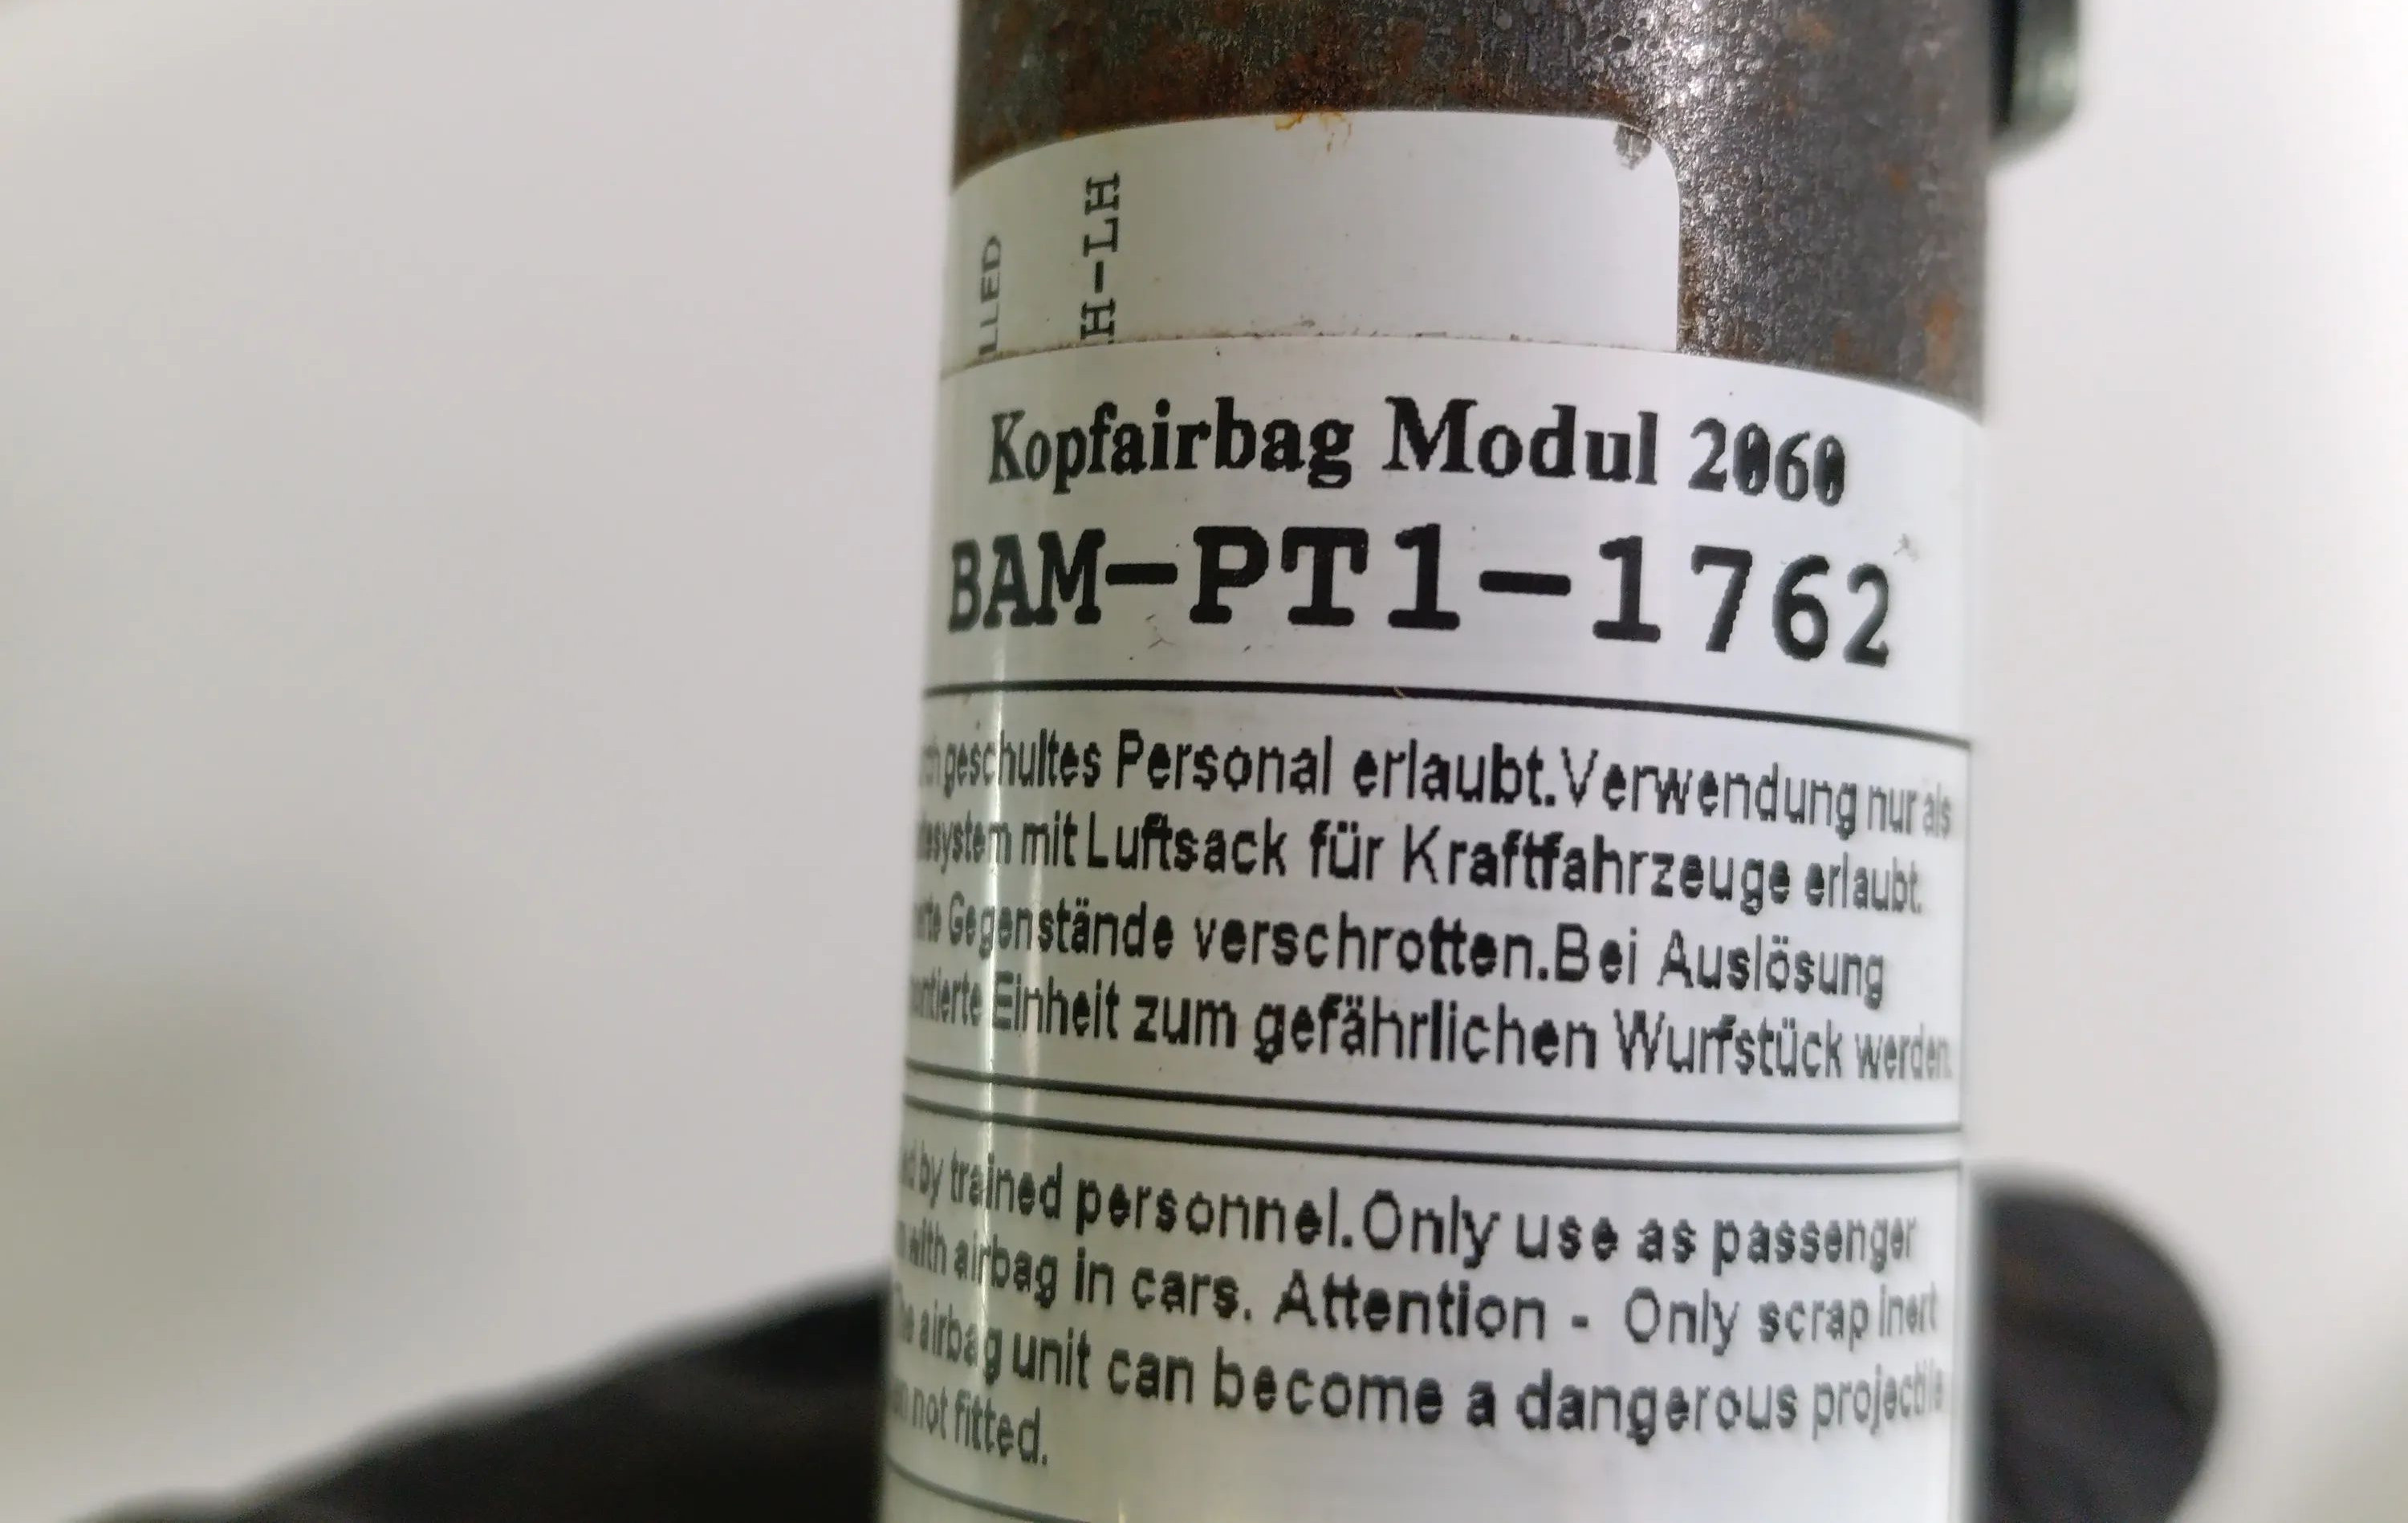 LLED
H-LH
Kopfairbag Modul 2060
BAM-PT1-1762
geschultes Personal erlaubt.Verwendung nur als
mit Luftsack für Kraftfahrzeuge erlaubt.
Gegenstände verschrotten.Bei Auslösung
Einheit zum gefährlichen Wurfstück werden.
by trained personnel.Only use as passenger
with airbag in cars. Attention - Only scrap inert
airbag unit can become a dangerous projectile
not fitted.